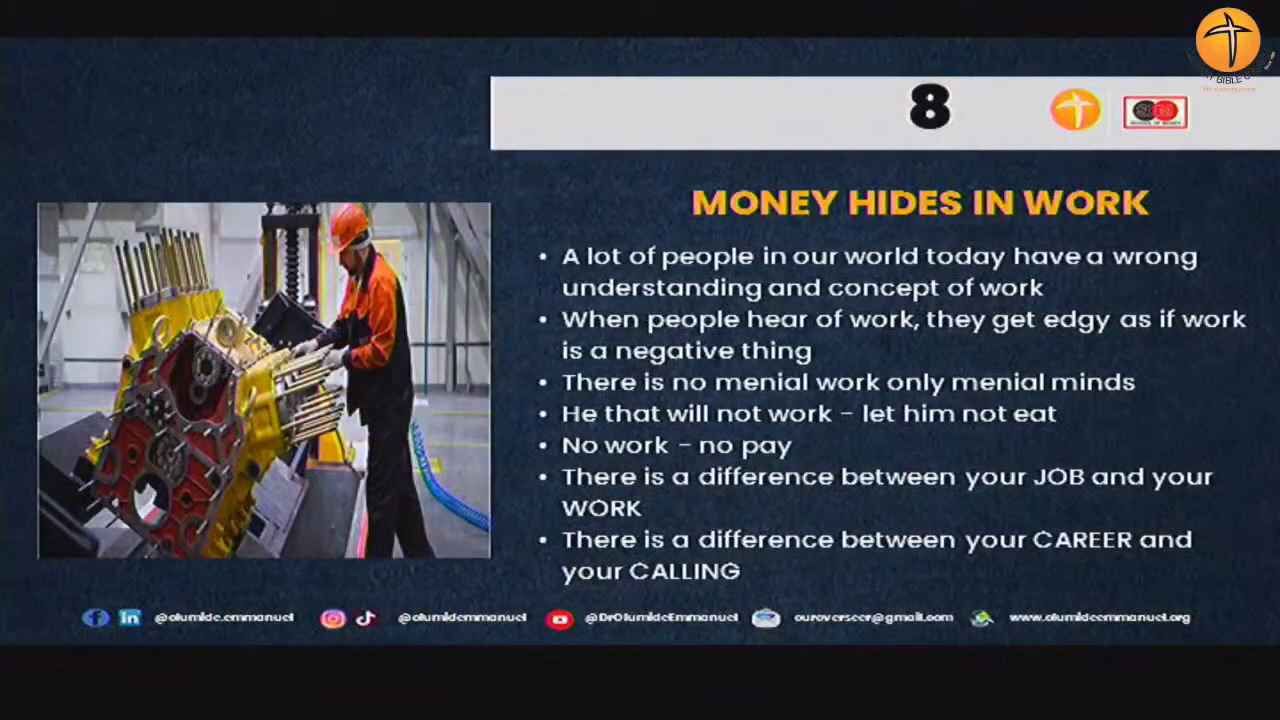 8
MONEY HIDES IN WORK
• A lot of people in our world today have a wrong
understanding and concept of work
• When people hear of work, they get edgy as if work
is a negative thing
• There is no menial work only menial minds
• He that will not work - let him not eat
• No work - no pay
• There is a difference between your JOB and your
WORK
• There is a difference between your CAREER and
your CALLING
@olumide.emmanuel @olumidemmanuel @DrOlumideEmmanuel ouroverseer@gmail.com www.olumideemmanuel.org